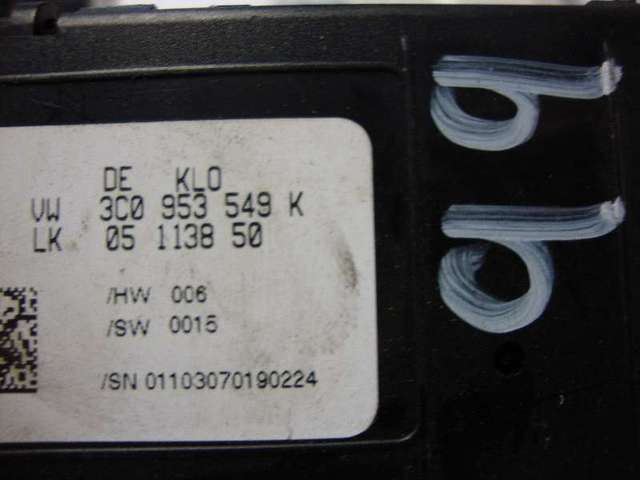 DE KLO
VW 3C0 953 549 K
LK 05 1138 50
/HW 006
/SW 0015
/SN 01103070190224